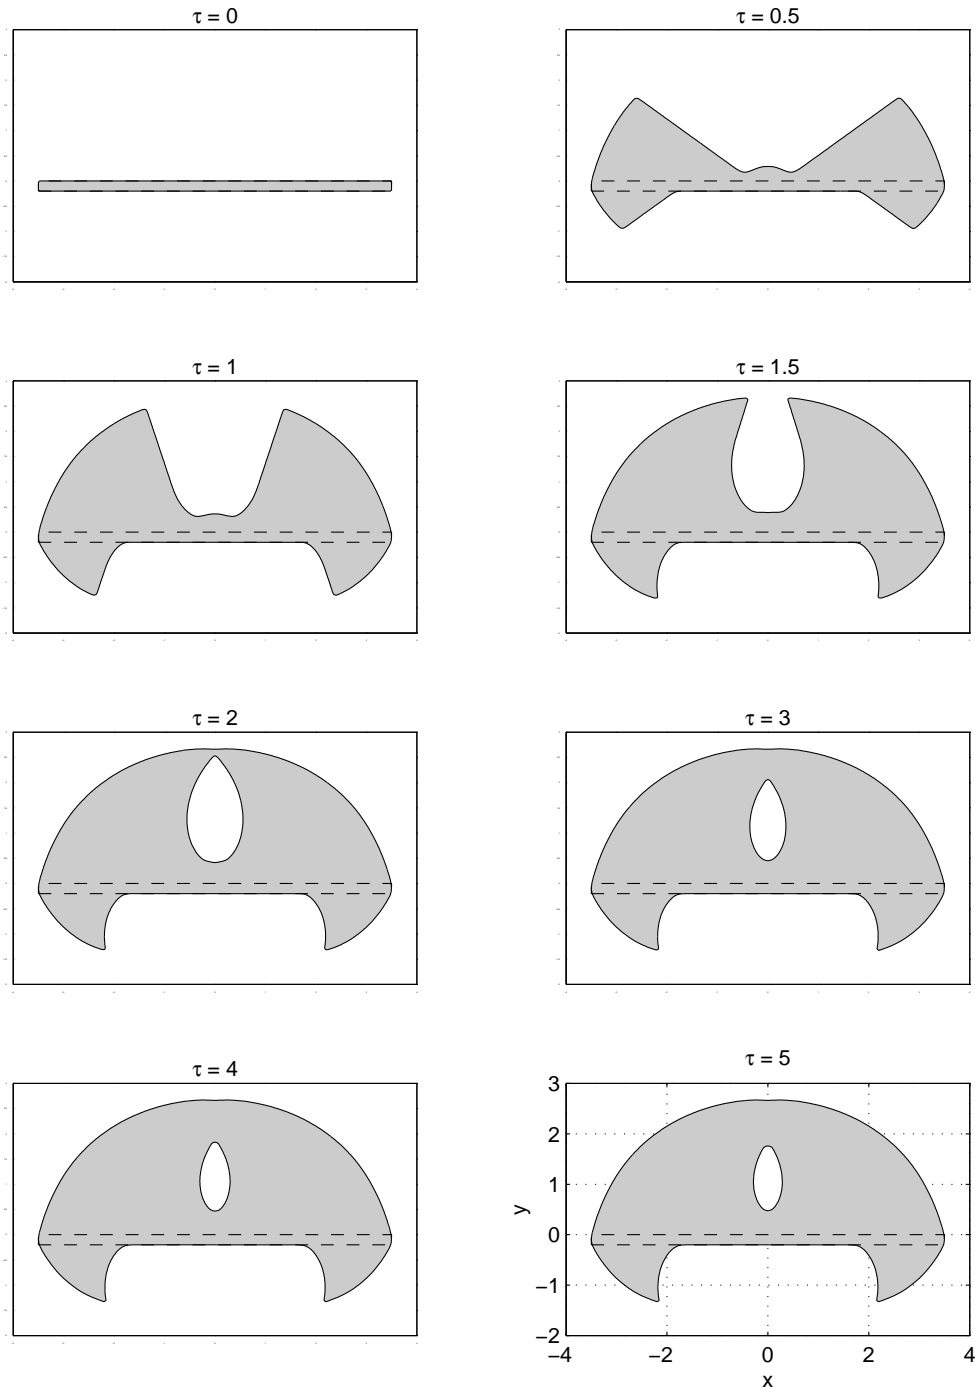 τ = 0
τ = 0.5
τ = 1
τ = 1.5
τ = 2
τ = 3
τ = 4
τ = 5
3
2
1
0
−1
−2
y
−4 −2 0 2 4
x